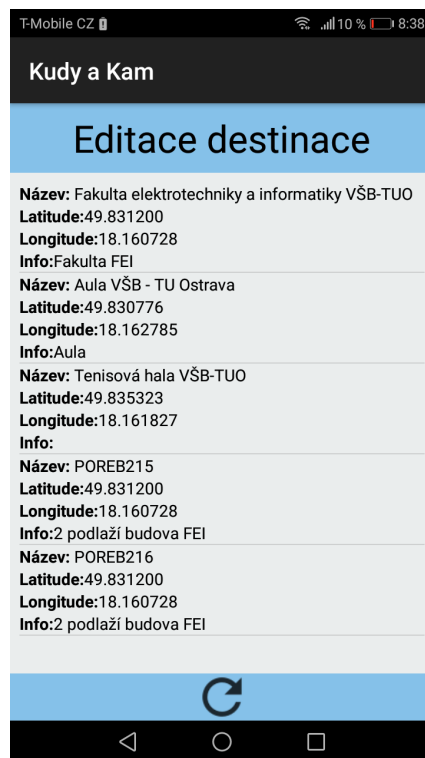 T-Mobile CZ 10 % 8:38
Kudy a Kam
Editace destinace
Název: Fakulta elektrotechniky a informatiky VŠB-TUO
Latitude:49.831200
Longitude:18.160728
Info:Fakulta FEI
Název: Aula VŠB - TU Ostrava
Latitude:49.830776
Longitude:18.162785
Info:Aula
Název: Tenisová hala VŠB-TUO
Latitude:49.835323
Longitude:18.161827
Info:
Název: POREB215
Latitude:49.831200
Longitude:18.160728
Info:2 podlaží budova FEI
Název: POREB216
Latitude:49.831200
Longitude:18.160728
Info:2 podlaží budova FEI